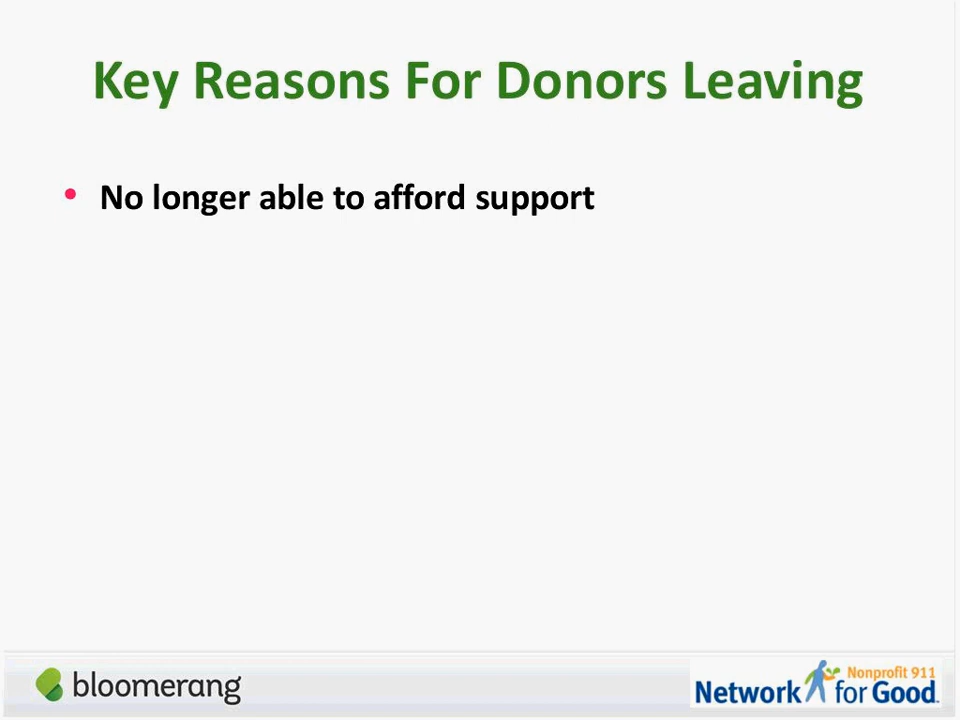 Key Reasons For Donors Leaving
• No longer able to afford support
bloomerang
Nonprofit 911
Network for Good.